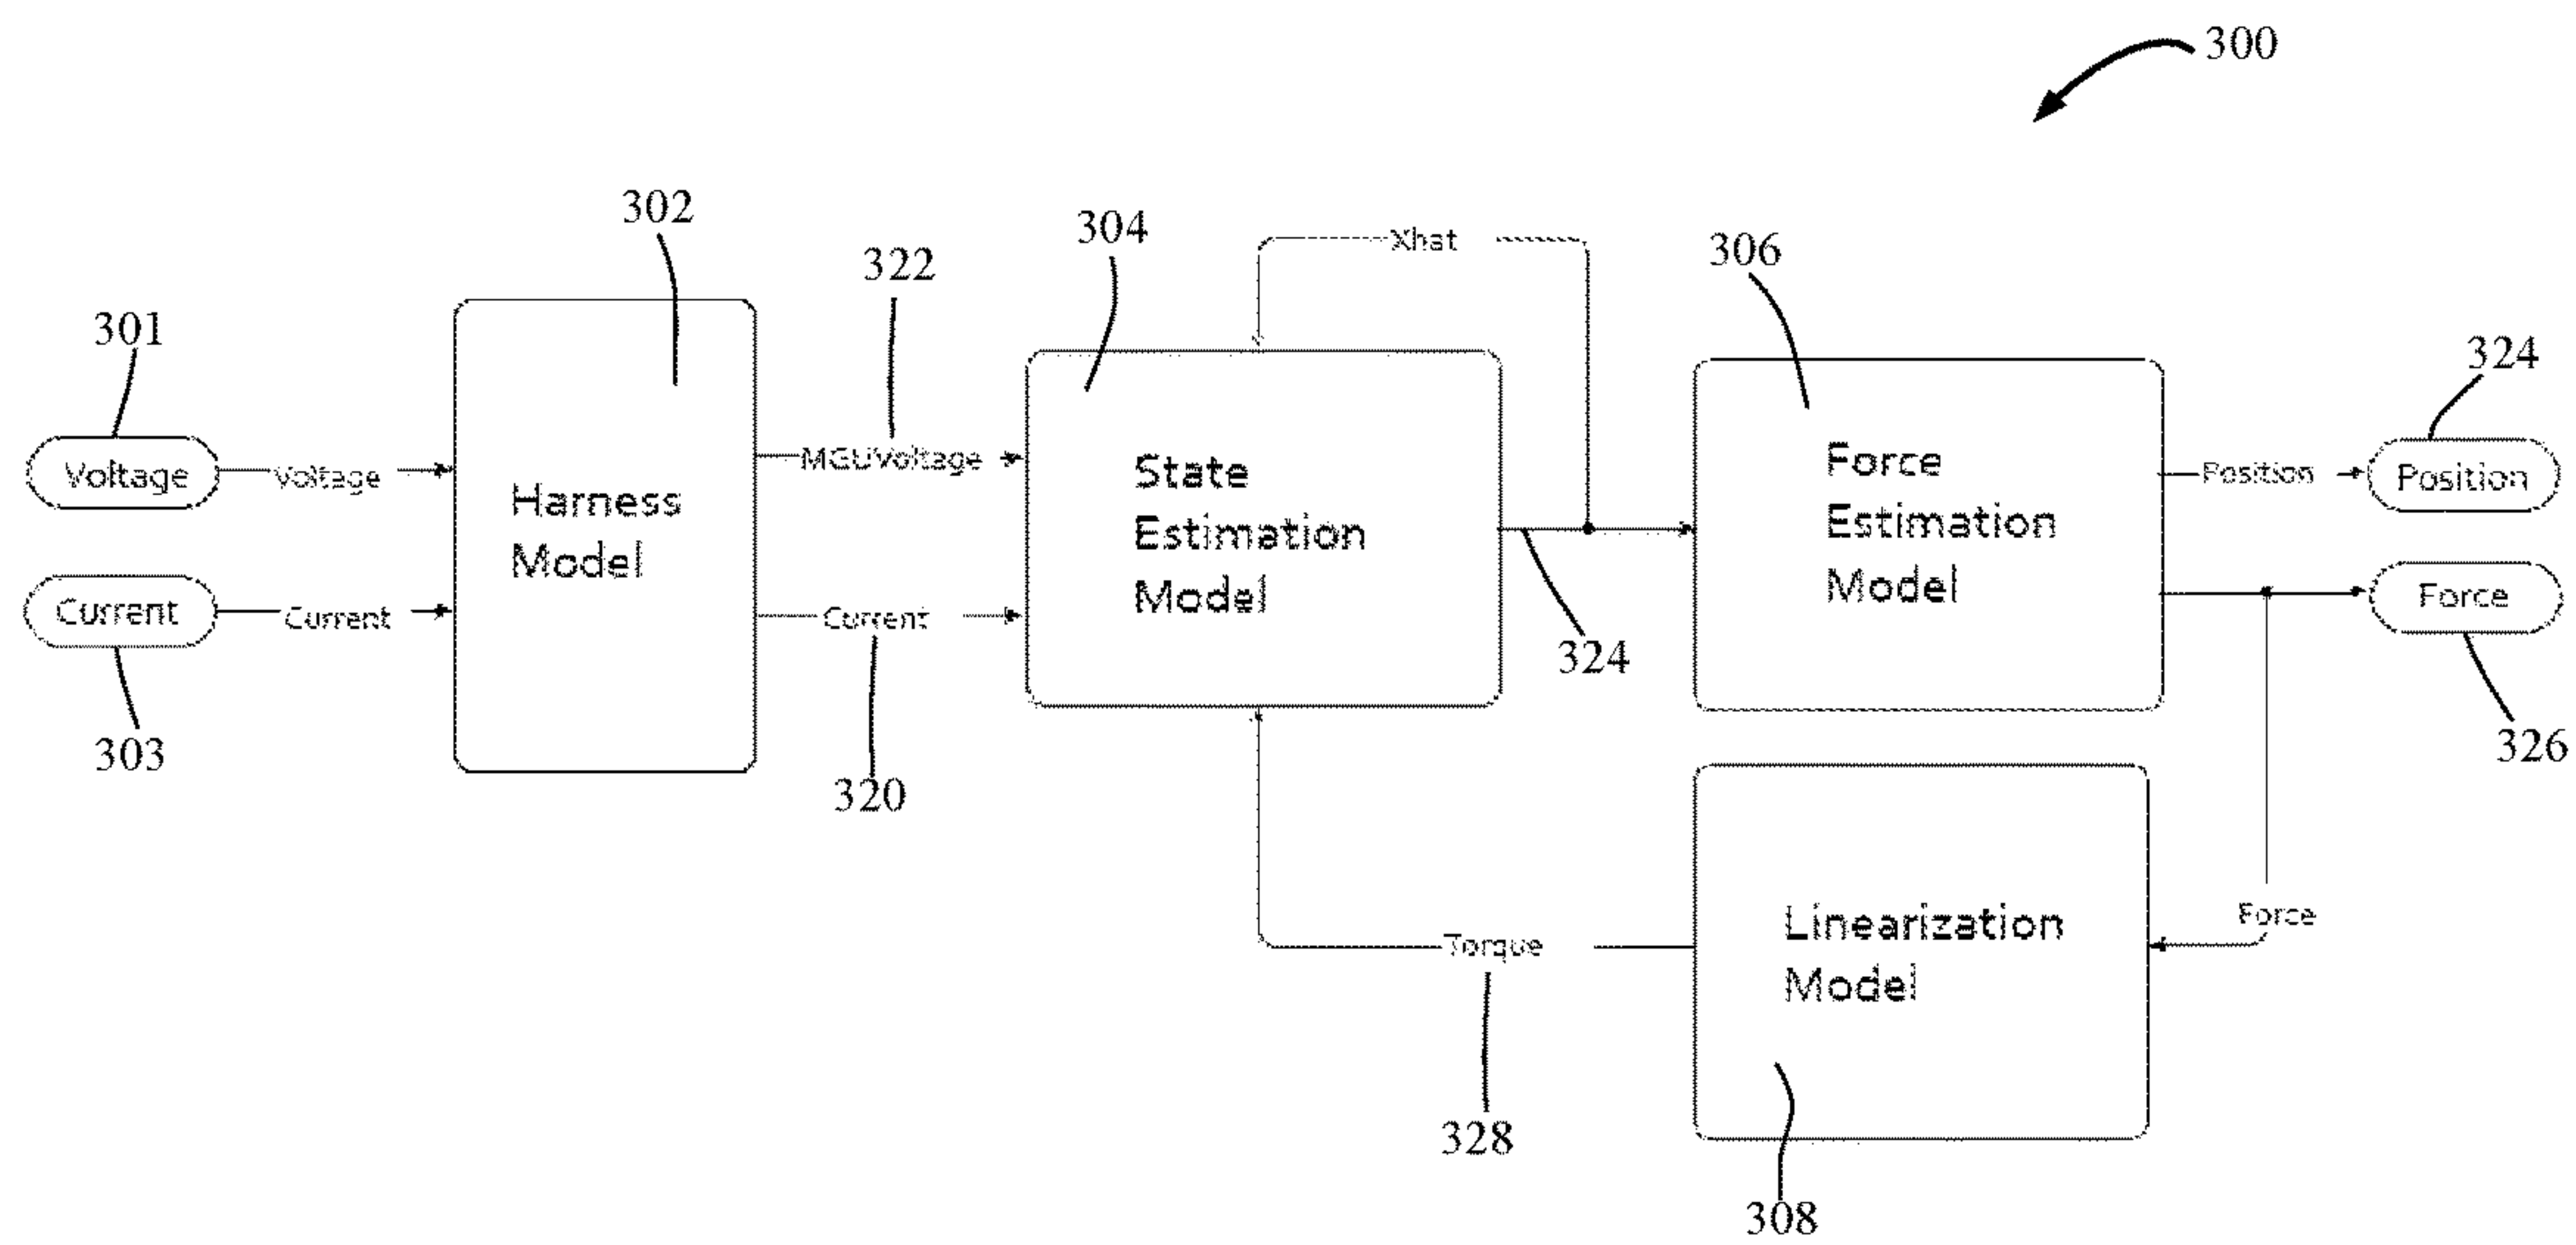 300
302
304
322
Xhat
306
301
324
Voltage
Voltage
MGUVoltage
Harness
Model
State
Estimation
Model
Force
Estimation
Model
Position
Position
Current
Current
Current
324
Force
303
320
326
Torque
Linearization
Model
Force
328
308